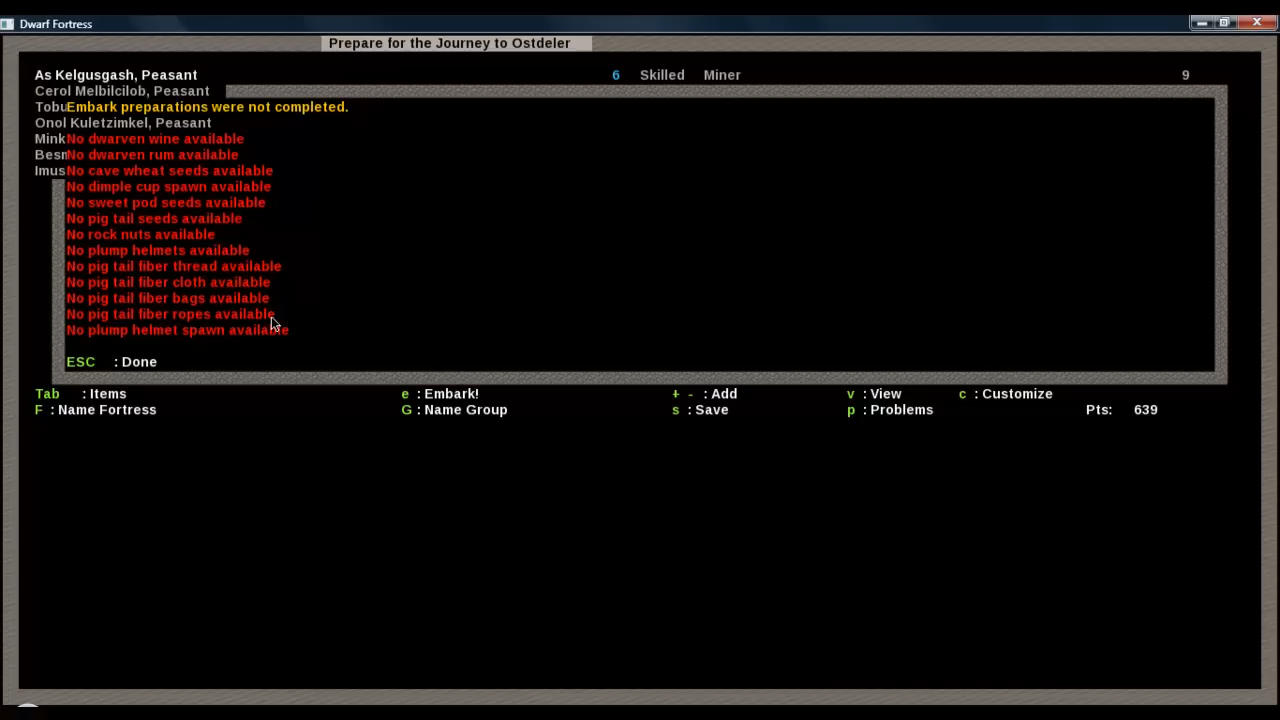 Dwarf Fortress
Prepare for the Journey to Ostdeler
As Kelgusgash, Peasant 6 Skilled Miner 9
Cerol Melbilcilob, Peasant
Tobu
Embark preparations were not completed.
Onol Kuletzimkel, Peasant
Mink
No dwarven wine available
No dwarven rum available
Imus
No cave wheat seeds available
No dimple cup spawn available
No sweet pod seeds available
No pig tail seeds available
No rock nuts available
No plump helmets available
No pig tail fiber thread available
No pig tail fiber cloth available
No pig tail fiber bags available
No pig tail fiber ropes available
No plump helmet spawn available
ESC : Done
Tab : Items e : Embark! + - : Add v : View c : Customize
F : Name Fortress G : Name Group s : Save p : Problems Pts: 639